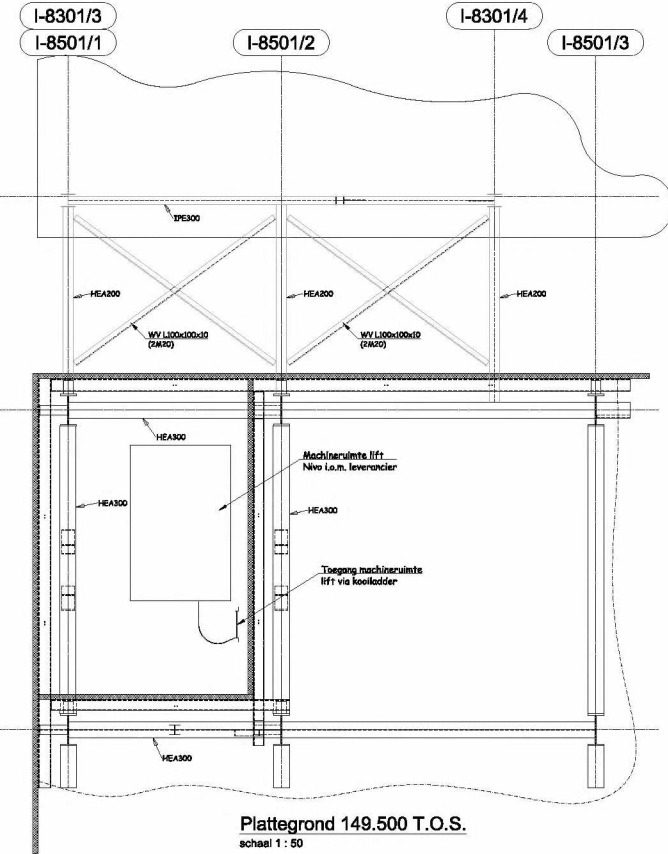 I-8301/3
I-8301/4
I-8501/1
I-8501/2
I-8501/3
IPE300
HEA200
HEA200
HEA200
WV L100x100x10
(2M20)
WV L100x100x10
(2M20)
HEA300
Machineruimte lift
Nivo i.o.m. leverancier
HEA300
HEA300
Toegang machineruimte
lift via kooiladder
HEA300
Plattegrond 149.500 T.O.S.
schaal 1 : 50